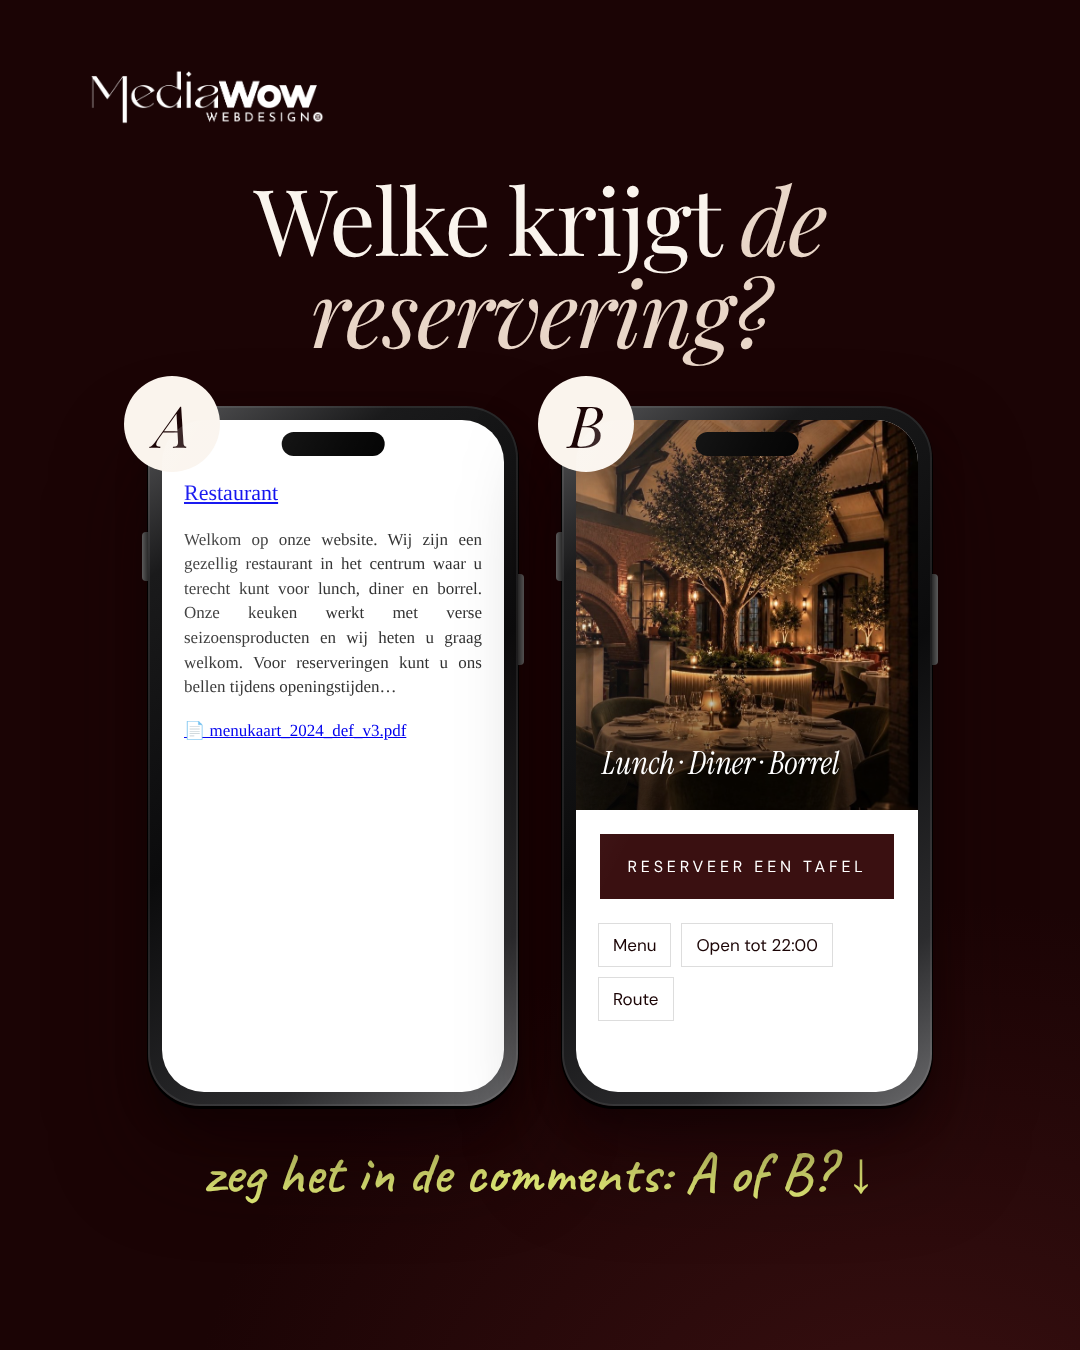 MediaWow
WEBDESIGN
Welke krijgt de
reservering?
A
Restaurant
Welkom op onze website. Wij zijn een
gezellig restaurant in het centrum waar u
terecht kunt voor lunch, diner en borrel.
Onze keuken werkt met verse
seizoensproducten en wij heten u graag
welkom. Voor reserveringen kunt u ons
bellen tijdens openingstijden…
📄 menukaart_2024_def_v3.pdf
B
Lunch · Diner · Borrel
RESERVEER EEN TAFEL
Menu
Open tot 22:00
Route
zeg het in de comments: A of B? ↓